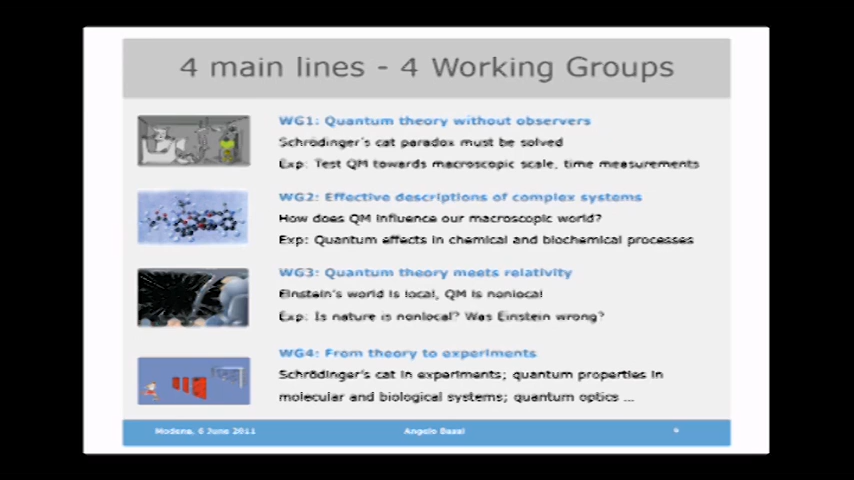 4 main lines - 4 Working Groups
WG1: Quantum theory without observers
Schrödinger's cat paradox must be solved
Exp: Test QM towards macroscopic scale, time measurements
WG2: Effective descriptions of complex systems
How does QM influence our macroscopic world?
Exp: Quantum effects in chemical and biochemical processes
WG3: Quantum theory meets relativity
Einstein's world is local, QM is nonlocal
Exp: Is nature is nonlocal? Was Einstein wrong?
WG4: From theory to experiments
Schrödinger's cat in experiments; quantum properties in
molecular and biological systems; quantum optics ...
Modena, 6 June 2011
Angelo Bassi